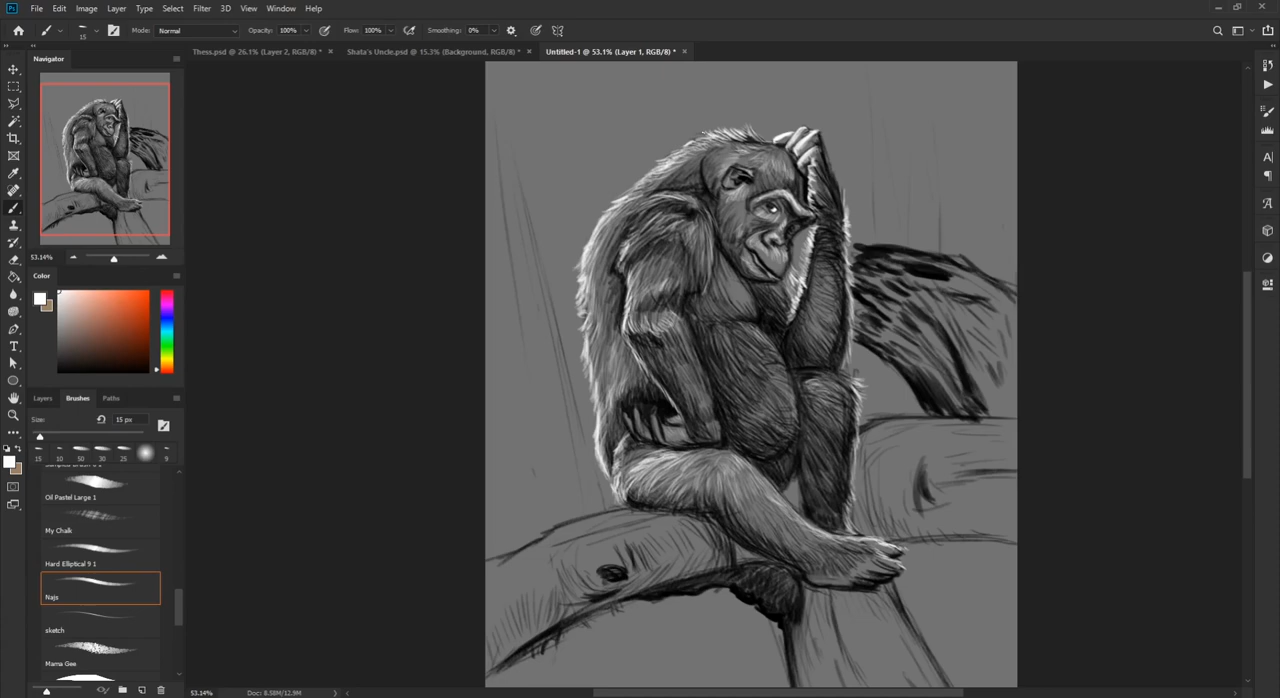 Ps File Edit Image Layer Type Select Filter 3D View Window Help
15 Mode: Normal Opacity: 100% Flow: 100% Smoothing: 0%
Thess.psd @ 26.1% (Layer 2, RGB/8) * × Shata's Uncle.psd @ 15.3% (Background, RGB/8) * × Untitled-1 @ 53.1% (Layer 1, RGB/8) * ×
Navigator
53.14%
Color
Layers Brushes Paths
Size: 15 px
15 10 50 30 25 9
Oil Pastel Large 1
My Chalk
Hard Elliptical 9 1
Najs
sketch
Mama Gee
53.14% Doc: 8.58M/12.9M